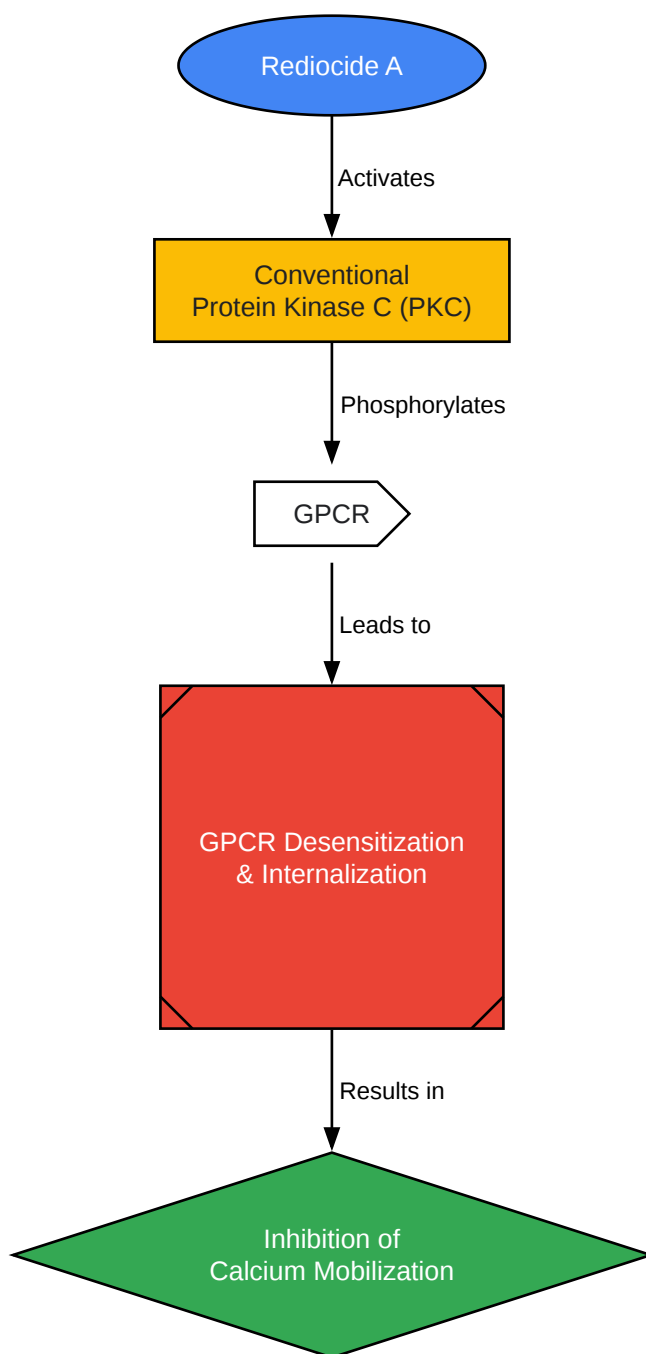 Rediocide A
Activates
Conventional
Protein Kinase C (PKC)
Phosphorylates
GPCR
Leads to
GPCR Desensitization
& Internalization
Results in
Inhibition of
Calcium Mobilization